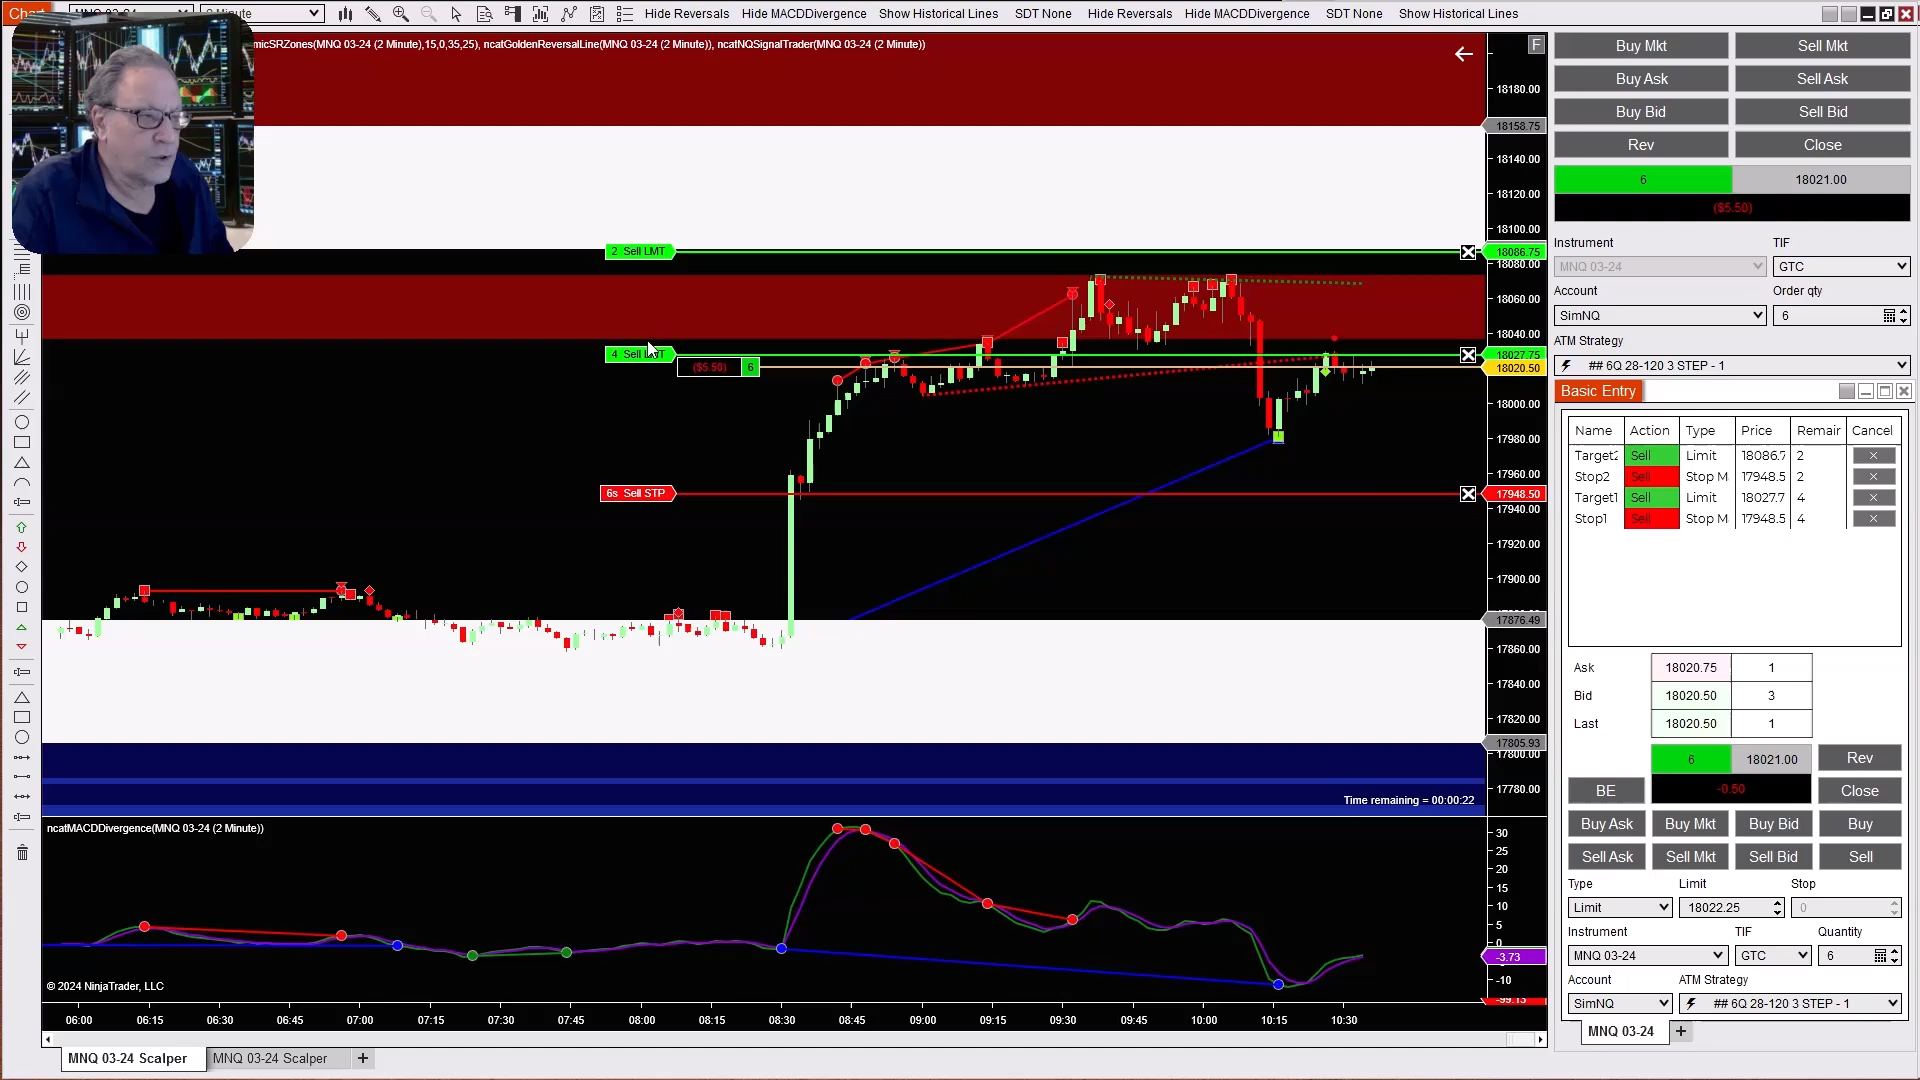 Hide Reversals Hide MACDDivergence Show Historical Lines SDT None Hide Reversals Hide MACDDivergence SDT None Show Historical Lines
micSRZones(MNQ 03-24 (2 Minute),15,0,35,25), ncatGoldenReversalLine(MNQ 03-24 (2 Minute)), ncatNQSignalTrader(MNQ 03-24 (2 Minute))
F
18180.00
18158.75
18140.00
18120.00
18100.00
2 Sell LMT
18086.75
18080.00
18060.00
18040.00
4 Sell LMT
18027.75
($5.50) 6
18020.50
18000.00
17980.00
17960.00
6s Sell STP
17948.50
17940.00
17920.00
17900.00
17876.49
17860.00
17840.00
17820.00
17805.93
17800.00
17780.00
Time remaining = 00:00:22
ncatMACDDivergence(MNQ 03-24 (2 Minute))
30
25
20
15
10
5
0
-3.73
-10
© 2024 NinjaTrader, LLC
06:00 06:15 06:30 06:45 07:00 07:15 07:30 07:45 08:00 08:15 08:30 08:45 09:00 09:15 09:30 09:45 10:00 10:15 10:30
MNQ 03-24 Scalper MNQ 03-24 Scalper +
Buy Mkt Sell Mkt
Buy Ask Sell Ask
Buy Bid Sell Bid
Rev Close
6 18021.00
($5.50)
Instrument TIF
MNQ 03-24 GTC
Account Order qty
SimNQ 6
ATM Strategy
## 6Q 28-120 3 STEP - 1
Basic Entry
Name Action Type Price Remair Cancel
Target2 Sell Limit 18086.7 2
Stop2 Sell Stop M 17948.5 2
Target1 Sell Limit 18027.7 4
Stop1 Sell Stop M 17948.5 4
Ask 18020.75 1
Bid 18020.50 3
Last 18020.50 1
6 18021.00 Rev
BE -0.50 Close
Buy Ask Buy Mkt Buy Bid Buy
Sell Ask Sell Mkt Sell Bid Sell
Type Limit Stop
Limit 18022.25 0
Instrument TIF Quantity
MNQ 03-24 GTC 6
Account ATM Strategy
SimNQ ## 6Q 28-120 3 STEP - 1
MNQ 03-24 +